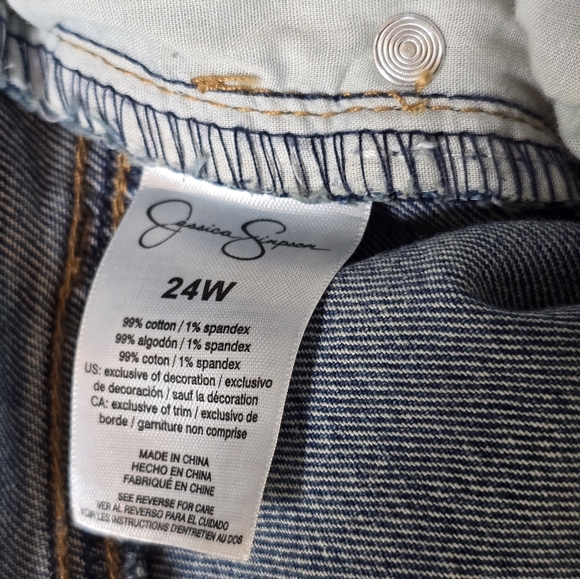 Jessica Simpson
24W
99% cotton / 1% spandex
99% algodón / 1% spandex
99% coton / 1% spandex
US: exclusive of decoration / exclusivo
de decoración / sauf la décoration
CA: exclusive of trim / exclusivo de
borde / garniture non comprise
MADE IN CHINA
HECHO EN CHINA
FABRIQUÉ EN CHINE
SEE REVERSE FOR CARE
VER AL REVERSO PARA EL CUIDADO
VOIR LES INSTRUCTIONS D'ENTRETIEN AU DOS